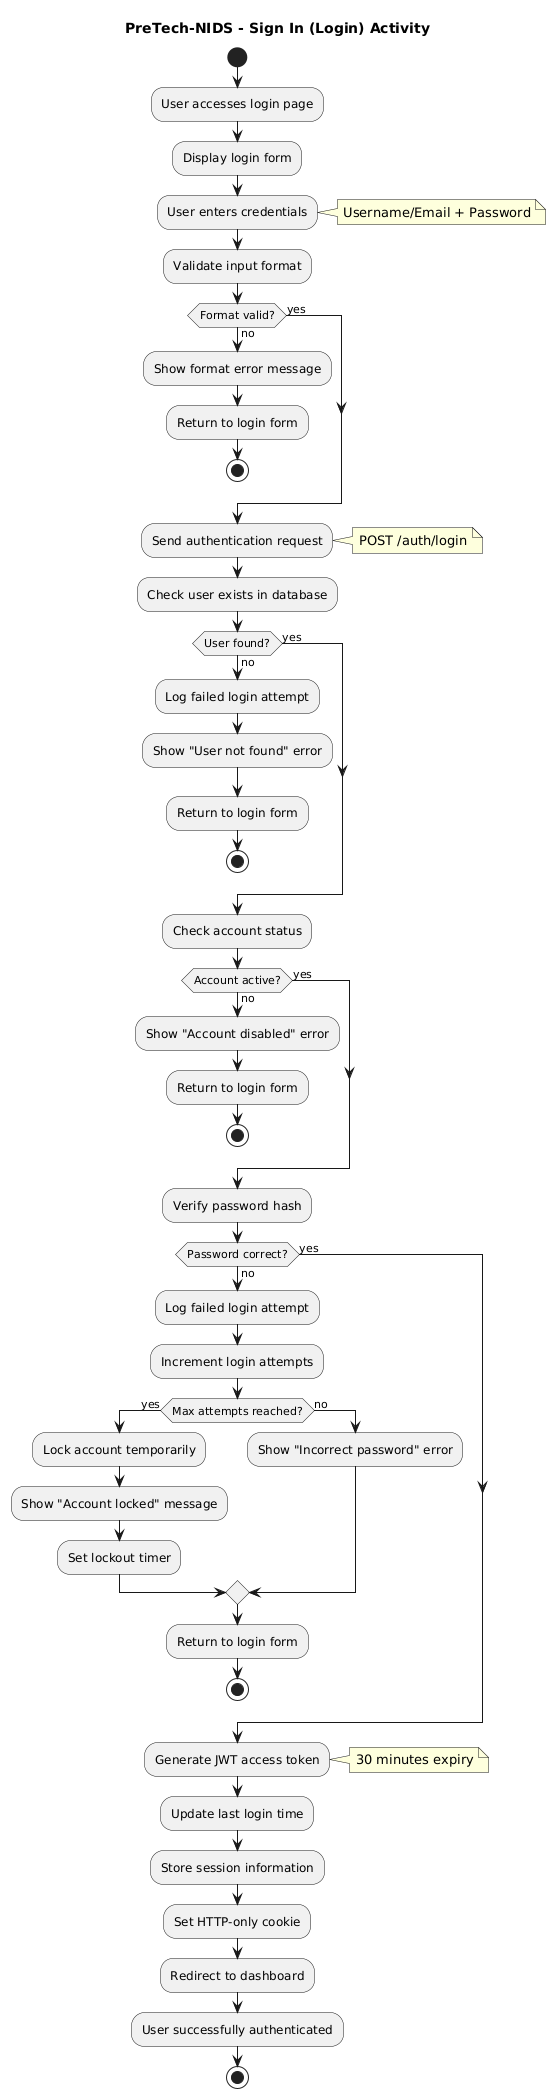 PreTech-NIDS - Sign In (Login) Activity
User accesses login page
Display login form
User enters credentials
Username/Email + Password
Validate input format
Format valid?
yes
no
Show format error message
Return to login form
Send authentication request
POST /auth/login
Check user exists in database
User found?
yes
no
Log failed login attempt
Show "User not found" error
Return to login form
Check account status
Account active?
yes
no
Show "Account disabled" error
Return to login form
Verify password hash
Password correct?
yes
no
Log failed login attempt
Increment login attempts
yes
Max attempts reached?
no
Lock account temporarily
Show "Incorrect password" error
Show "Account locked" message
Set lockout timer
Return to login form
Generate JWT access token
30 minutes expiry
Update last login time
Store session information
Set HTTP-only cookie
Redirect to dashboard
User successfully authenticated